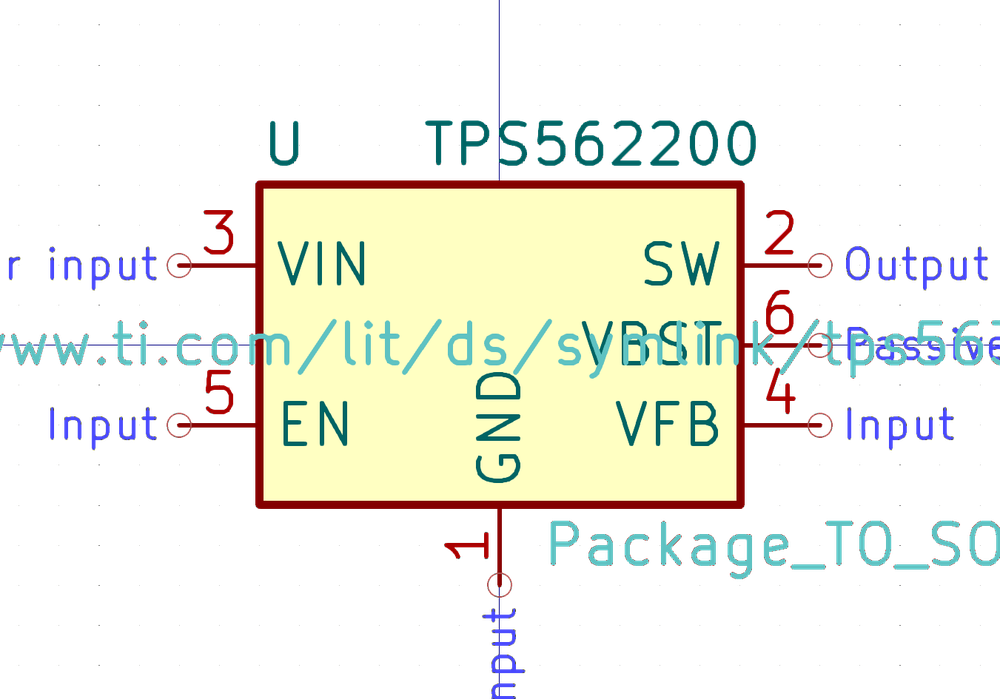 U TPS562200
3 2
r input VIN SW Output
6
www.ti.com/lit/ds/symlink/tps562
VBST Passive
5 4
Input EN GND VFB Input
1 Package_TO_SO
nput